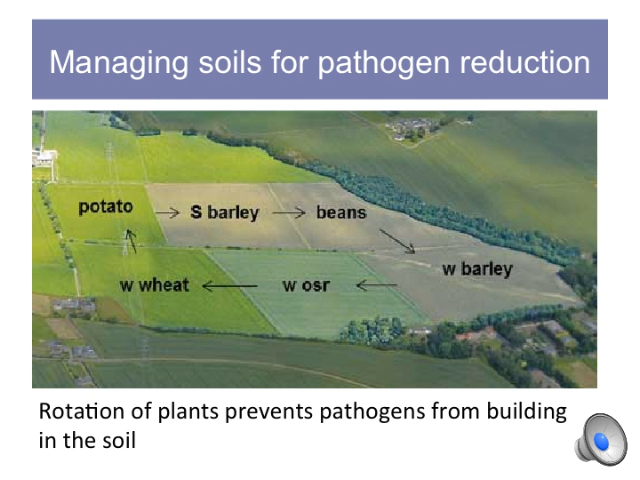 Managing soils for pathogen reduction
potato
S barley
beans
w barley
w wheat
w osr
Rotation of plants prevents pathogens from building
in the soil